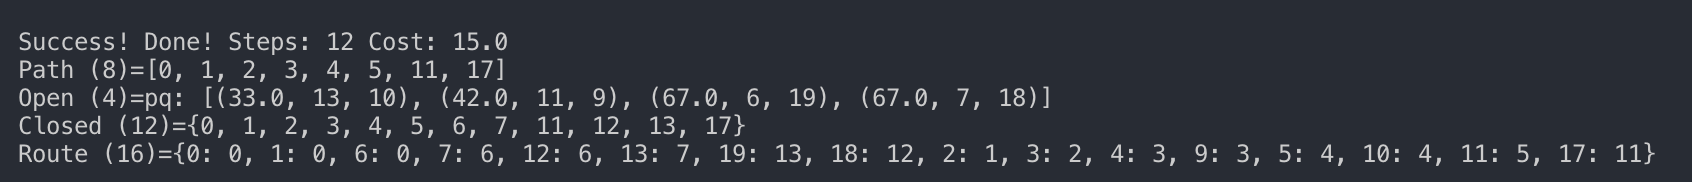 Success! Done! Steps: 12 Cost: 15.0
Path (8)=[0, 1, 2, 3, 4, 5, 11, 17]
Open (4)=pq: [(33.0, 13, 10), (42.0, 11, 9), (67.0, 6, 19), (67.0, 7, 18)]
Closed (12)={0, 1, 2, 3, 4, 5, 6, 7, 11, 12, 13, 17}
Route (16)={0: 0, 1: 0, 6: 0, 7: 6, 12: 6, 13: 7, 19: 13, 18: 12, 2: 1, 3: 2, 4: 3, 9: 3, 5: 4, 10: 4, 11: 5, 17: 11}